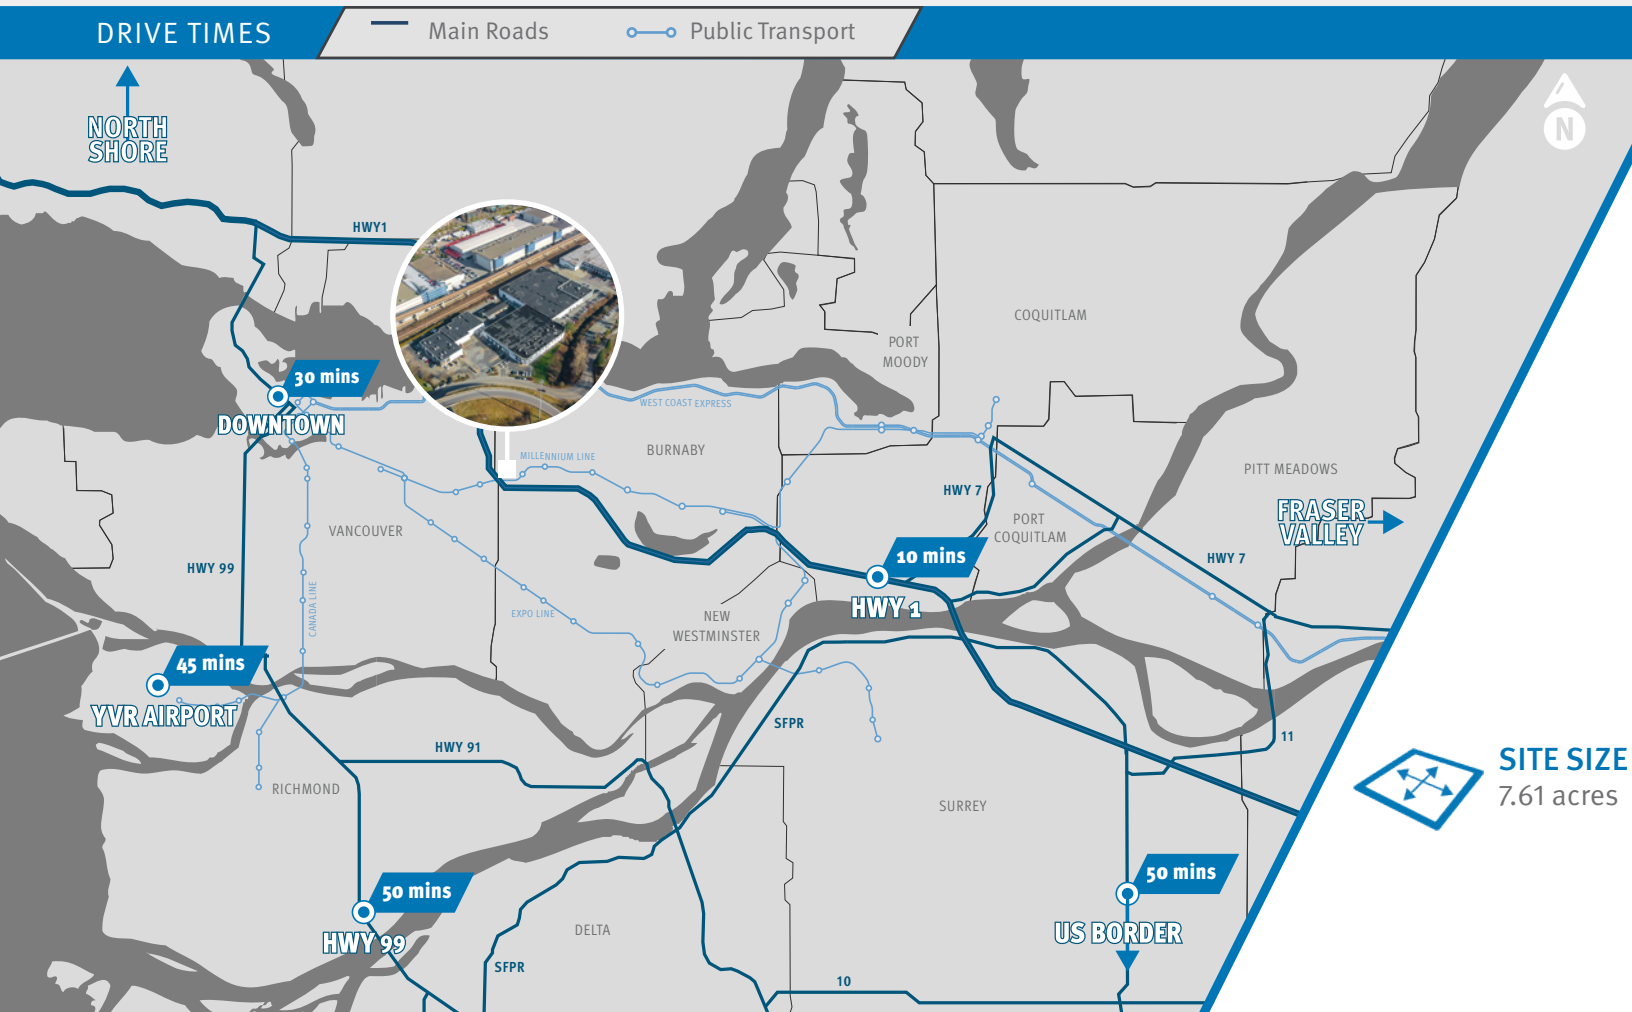 DRIVE TIMES
Main Roads
Public Transport
NORTH
SHORE
N
HWY1
COQUITLAM
PORT
MOODY
30 mins
DOWNTOWN
WEST COAST EXPRESS
BURNABY
MILLENNIUM LINE
PITT MEADOWS
HWY 7
FRASER
VALLEY
VANCOUVER
PORT
COQUITLAM
10 mins
HWY 7
HWY 99
CANADA LINE
EXPO LINE
HWY 1
NEW
WESTMINSTER
45 mins
YVR AIRPORT
SFPR
11
HWY 91
SITE SIZE
7.61 acres
RICHMOND
SURREY
50 mins
HWY 99
50 mins
US BORDER
DELTA
SFPR
10